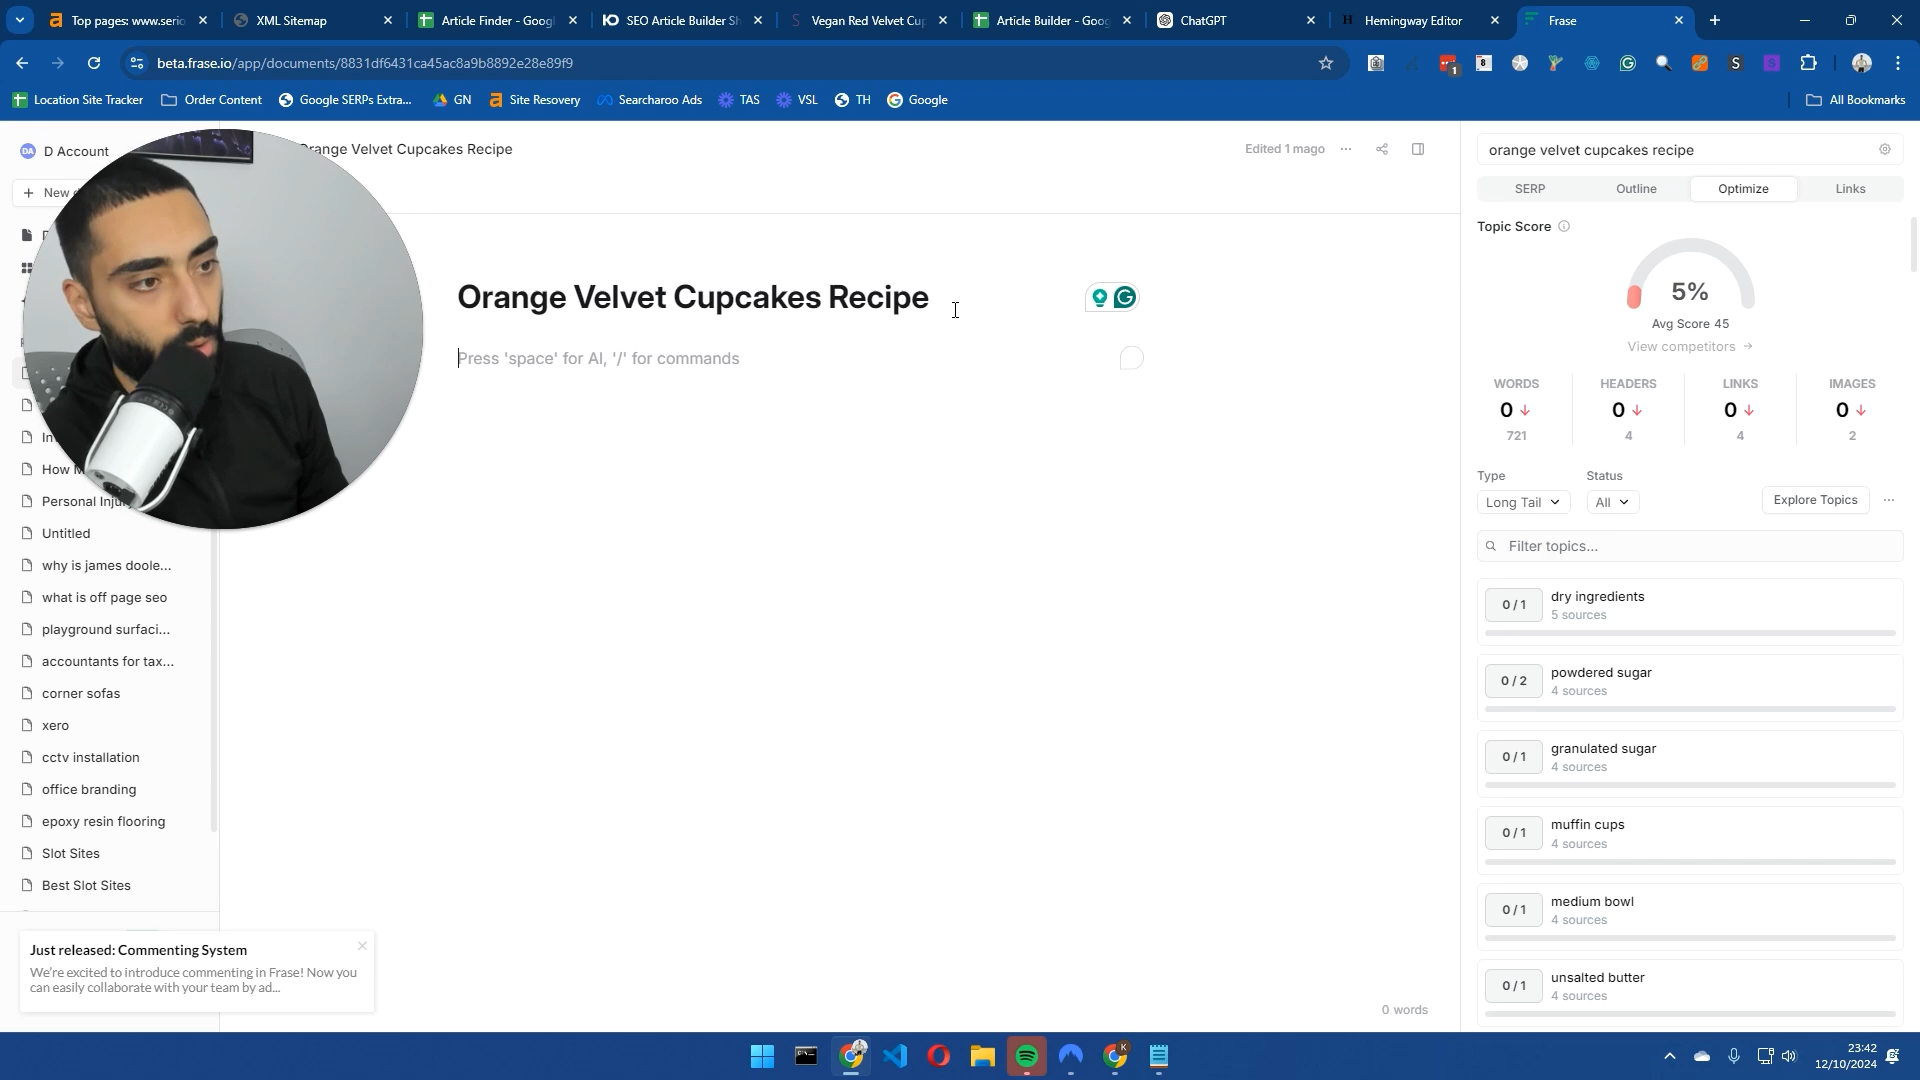 Top pages: www.serio
XML Sitemap
Article Finder - Googl
SEO Article Builder Sh
Vegan Red Velvet Cup
Article Builder - Goog
ChatGPT
Hemingway Editor
Frase
beta.frase.io/app/documents/8831df6431ca45ac8a9b8892e28e89f9
Location Site Tracker
Order Content
Google SERPs Extra...
GN
Site Recovery
Searcharoo Ads
TAS
VSL
TH
Google
All Bookmarks
DA D Account
Orange Velvet Cupcakes Recipe
Edited 1m ago
orange velvet cupcakes recipe
+ New
SERP
Outline
Optimize
Links
Topic Score
5%
Avg Score 45
View competitors →
Orange Velvet Cupcakes Recipe
Press 'space' for AI, '/' for commands
WORDS
HEADERS
LINKS
IMAGES
0 ↓
0 ↓
0 ↓
0 ↓
721
4
4
2
How M
Personal Inju
Untitled
why is james doole...
what is off page seo
playground surfaci...
accountants for tax...
corner sofas
xero
cctv installation
office branding
epoxy resin flooring
Slot Sites
Best Slot Sites
Type
Status
Long Tail
All
Explore Topics
Filter topics...
0 / 1
dry ingredients
5 sources
0 / 2
powdered sugar
4 sources
0 / 1
granulated sugar
4 sources
0 / 1
muffin cups
4 sources
0 / 1
medium bowl
4 sources
0 / 1
unsalted butter
4 sources
Just released: Commenting System
We're excited to introduce commenting in Frase! Now you
can easily collaborate with your team by ad...
0 words
23:42
12/10/2024